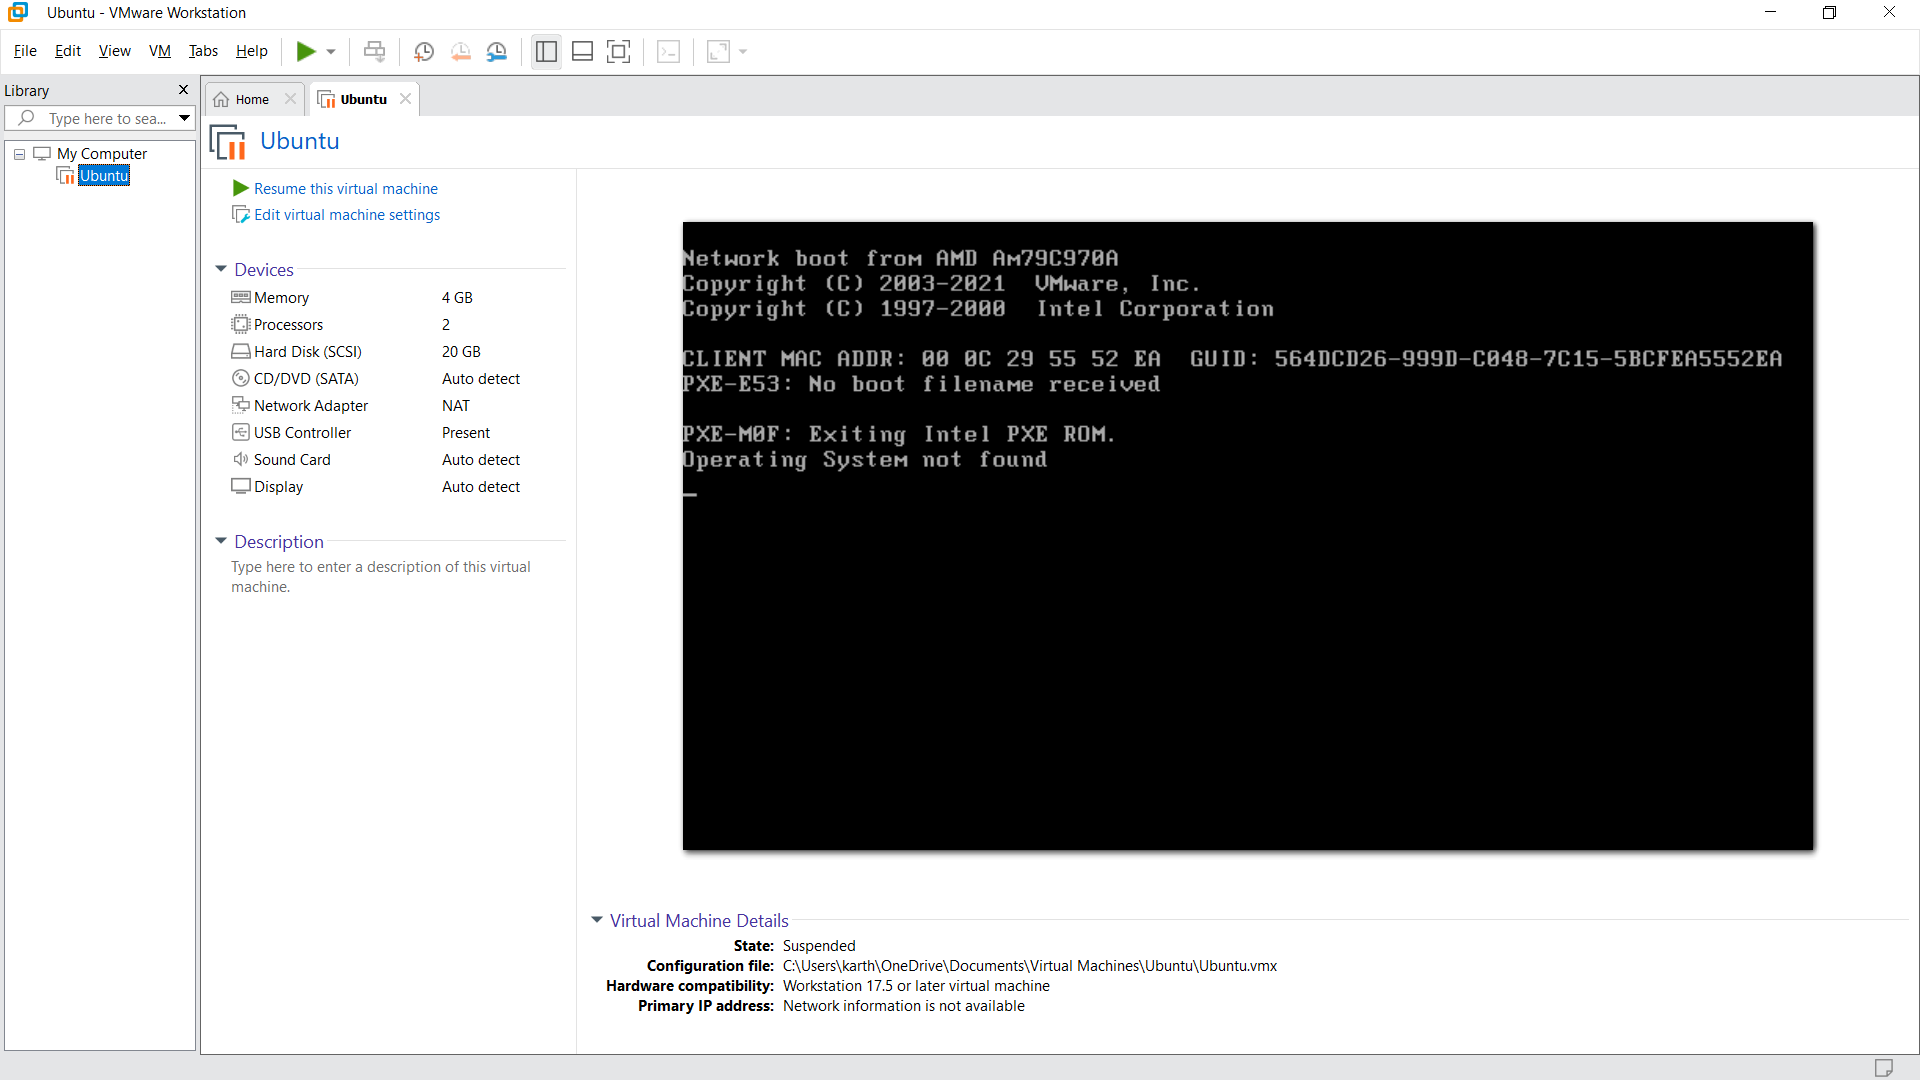 Ubuntu - VMware Workstation
File Edit View VM Tabs Help
Library
Home
Ubuntu
Type here to sea...
My Computer
Ubuntu
Ubuntu
Resume this virtual machine
Edit virtual machine settings
Devices
Memory 4 GB
Processors 2
Hard Disk (SCSI) 20 GB
CD/DVD (SATA) Auto detect
Network Adapter NAT
USB Controller Present
Sound Card Auto detect
Display Auto detect
Description
Type here to enter a description of this virtual
machine.
Network boot from AMD Am79C970A
Copyright (C) 2003-2021 VMware, Inc.
Copyright (C) 1997-2000 Intel Corporation
CLIENT MAC ADDR: 00 0C 29 55 52 EA GUID: 564DCD26-999D-C048-7C15-5BCFEA5552EA
PXE-E53: No boot filename received
PXE-M0F: Exiting Intel PXE ROM.
Operating System not found
_
Virtual Machine Details
State: Suspended
Configuration file: C:\Users\karth\OneDrive\Documents\Virtual Machines\Ubuntu\Ubuntu.vmx
Hardware compatibility: Workstation 17.5 or later virtual machine
Primary IP address: Network information is not available